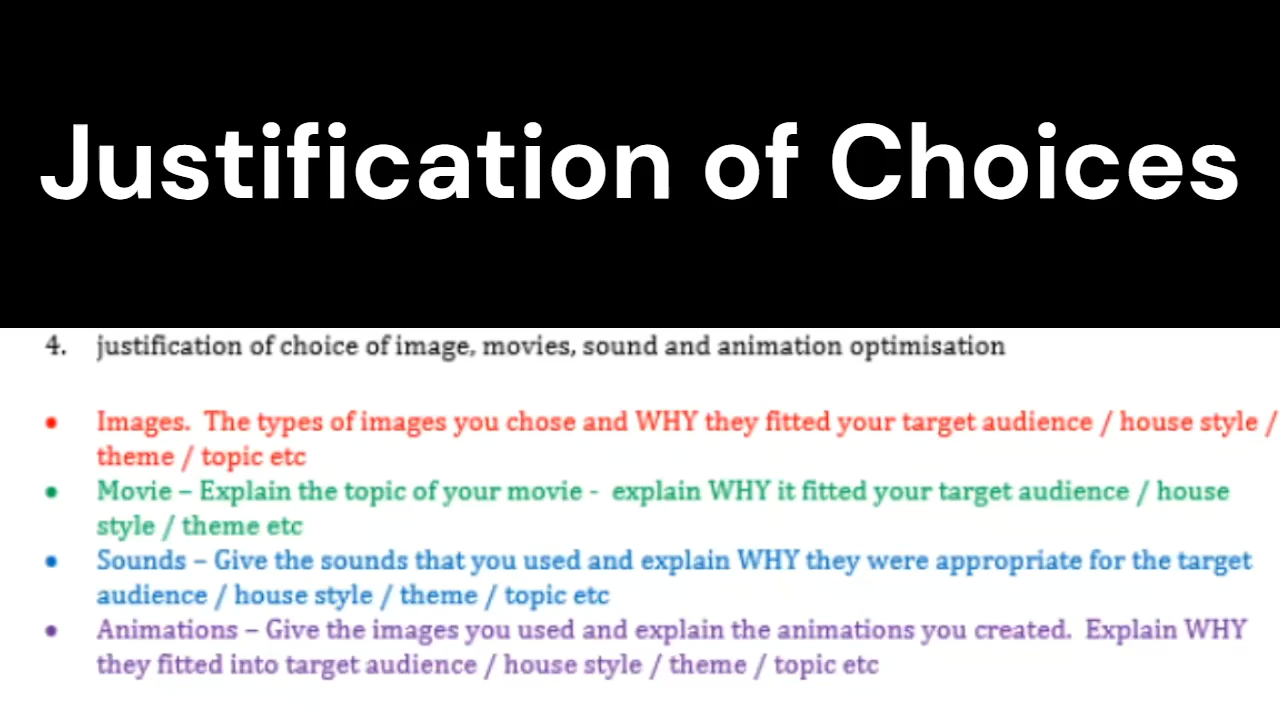 Justification of Choices
4. justification of choice of image, movies, sound and animation optimisation
• Images. The types of images you chose and WHY they fitted your target audience / house style /
theme / topic etc
• Movie – Explain the topic of your movie - explain WHY it fitted your target audience / house
style / theme etc
• Sounds – Give the sounds that you used and explain WHY they were appropriate for the target
audience / house style / theme / topic etc
• Animations – Give the images you used and explain the animations you created. Explain WHY
they fitted into target audience / house style / theme / topic etc